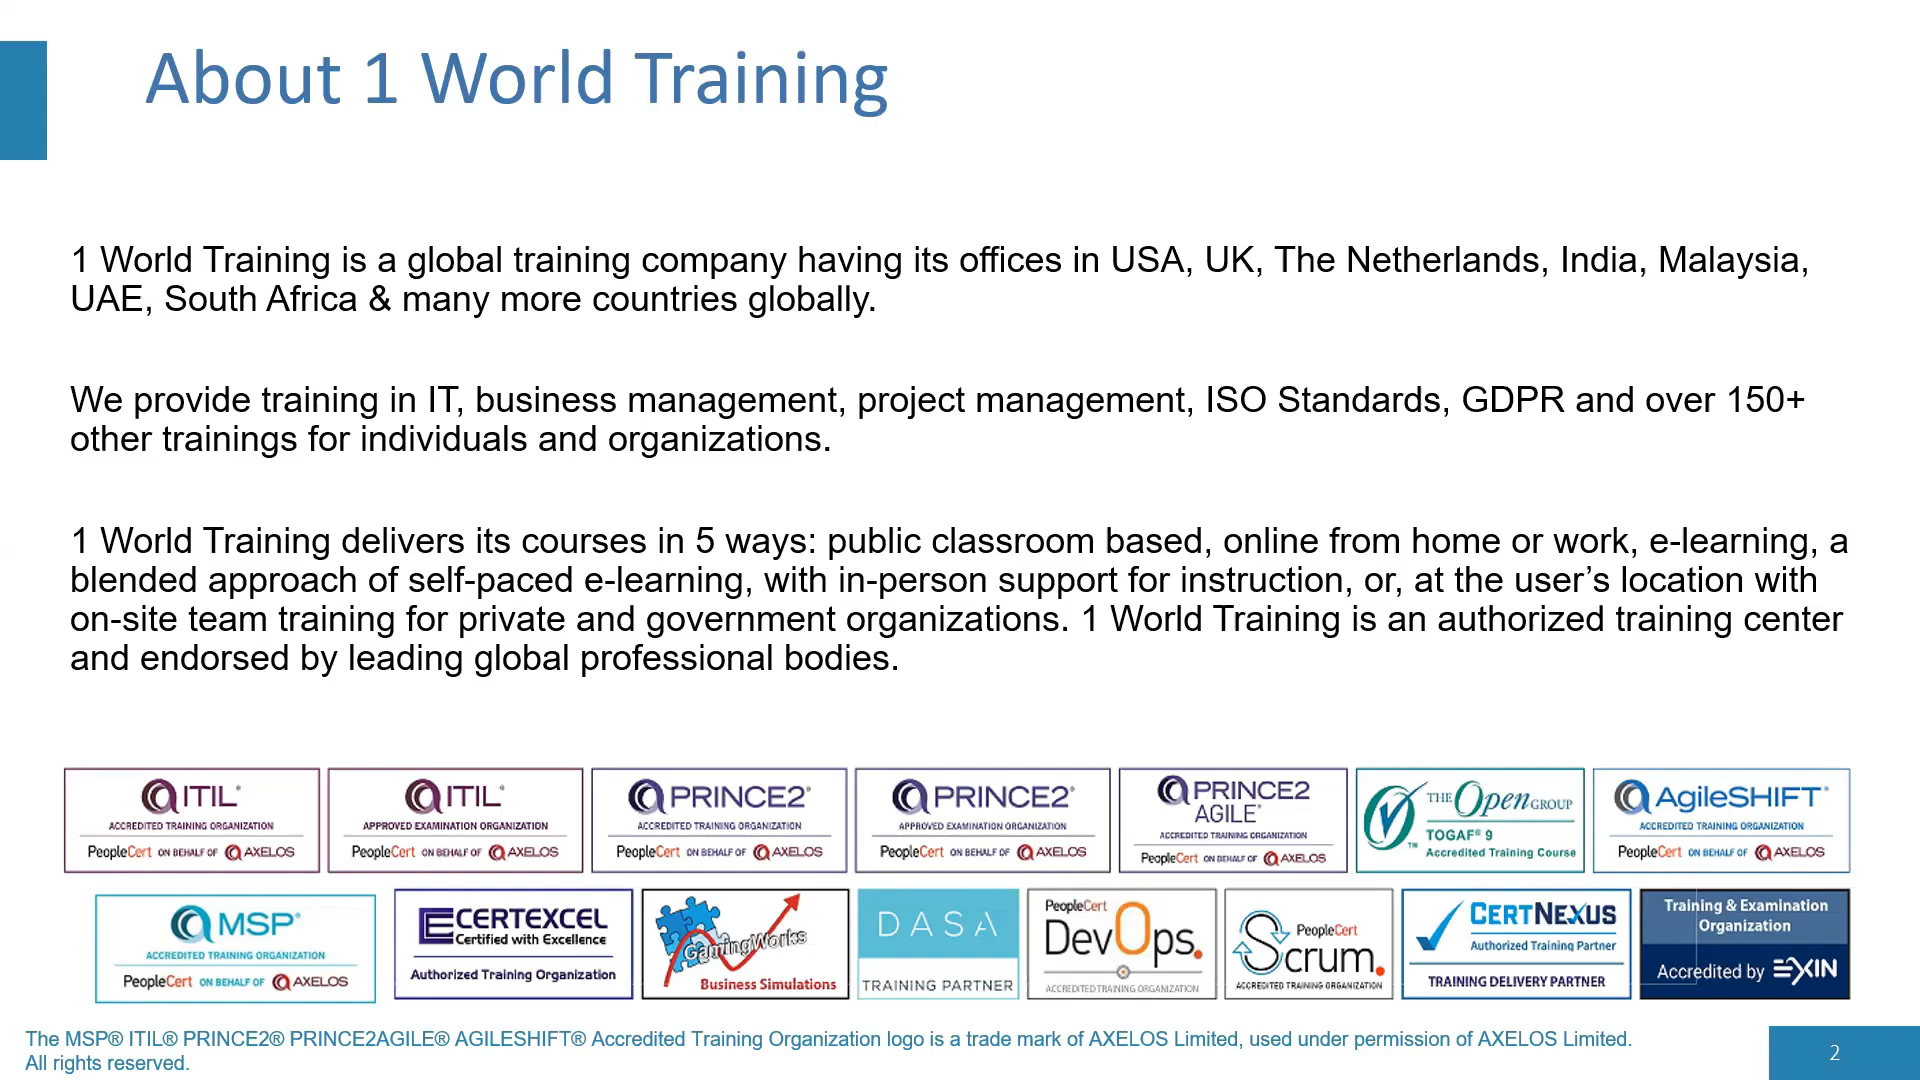 About 1 World Training
1 World Training is a global training company having its offices in USA, UK, The Netherlands, India, Malaysia,
UAE, South Africa & many more countries globally.
We provide training in IT, business management, project management, ISO Standards, GDPR and over 150+
other trainings for individuals and organizations.
1 World Training delivers its courses in 5 ways: public classroom based, online from home or work, e-learning, a
blended approach of self-paced e-learning, with in-person support for instruction, or, at the user’s location with
on-site team training for private and government organizations. 1 World Training is an authorized training center
and endorsed by leading global professional bodies.
ITIL®
ACCREDITED TRAINING ORGANIZATION
PeopleCert ON BEHALF OF AXELOS
ITIL®
APPROVED EXAMINATION ORGANIZATION
PeopleCert ON BEHALF OF AXELOS
PRINCE2®
ACCREDITED TRAINING ORGANIZATION
PeopleCert ON BEHALF OF AXELOS
PRINCE2®
APPROVED EXAMINATION ORGANIZATION
PeopleCert ON BEHALF OF AXELOS
PRINCE2
AGILE®
ACCREDITED TRAINING ORGANIZATION
PeopleCert ON BEHALF OF AXELOS
THE Open GROUP
TOGAF® 9
Accredited Training Course
™
AgileSHIFT®
ACCREDITED TRAINING ORGANIZATION
PeopleCert ON BEHALF OF AXELOS
MSP®
ACCREDITED TRAINING ORGANIZATION
PeopleCert ON BEHALF OF AXELOS
CERTEXCEL
Certified with Excellence
Authorized Training Organization
GamingWorks
Business Simulations
DASA
TRAINING PARTNER
PeopleCert
DevOps.
ACCREDITED TRAINING ORGANIZATION
PeopleCert
Scrum.
ACCREDITED TRAINING ORGANIZATION
CERTNEXUS
Authorized Training Partner
TRAINING DELIVERY PARTNER
Training & Examination
Organization
Accredited by EXIN
The MSP® ITIL® PRINCE2® PRINCE2AGILE® AGILESHIFT® Accredited Training Organization logo is a trade mark of AXELOS Limited, used under permission of AXELOS Limited.
All rights reserved.
2